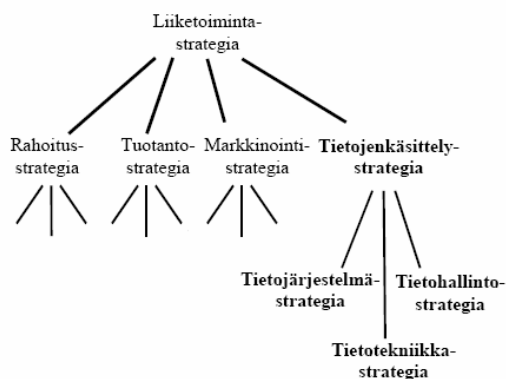 Liiketoiminta-
strategia
Rahoitus-
strategia
Tuotanto-
strategia
Markkinointi-
strategia
Tietojenkäsittely-
strategia
Tietojärjestelmä-
strategia
Tietohallinto-
strategia
Tietotekniikka-
strategia